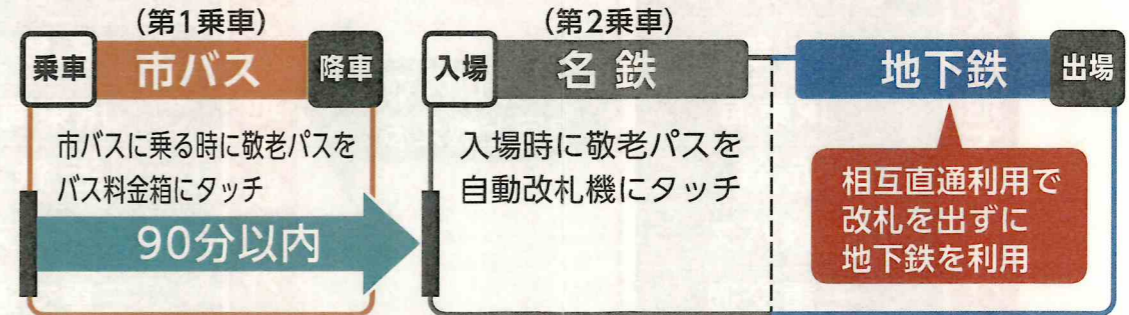 (第1乗車)
乗車 市バス 降車
市バスに乗る時に敬老パスを
バス料金箱にタッチ
90分以内
(第2乗車)
入場 名鉄
入場時に敬老パスを
自動改札機にタッチ
地下鉄 出場
相互直通利用で
改札を出ずに
地下鉄を利用